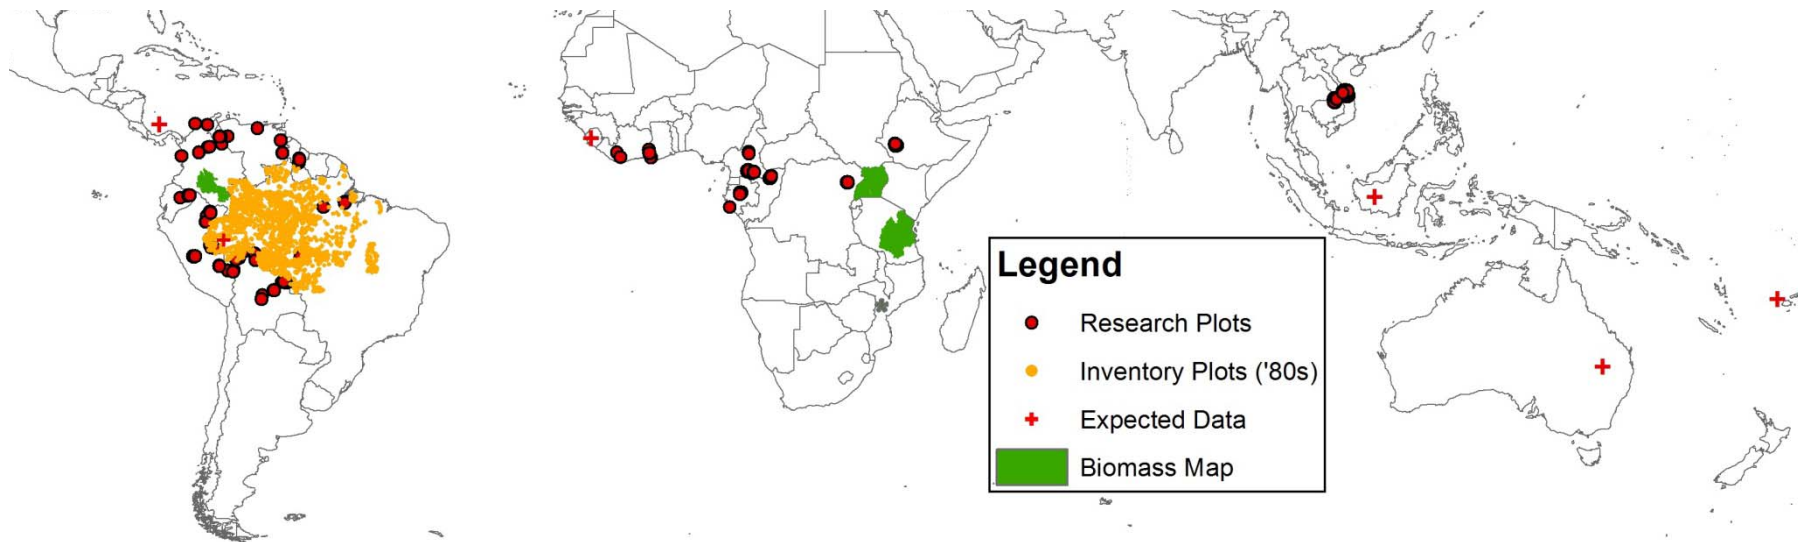 Legend
Research Plots
Inventory Plots ('80s)
Expected Data
Biomass Map